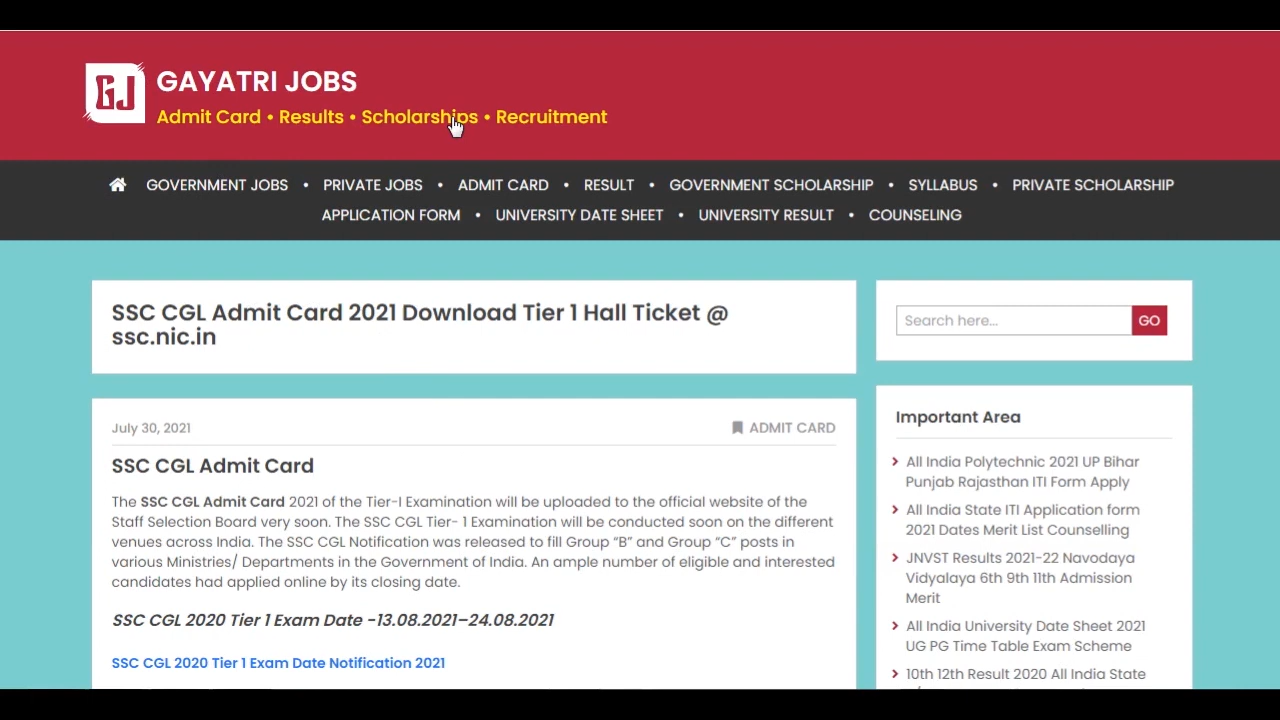 GJ
GAYATRI JOBS
Admit Card • Results • Scholarships • Recruitment
GOVERNMENT JOBS • PRIVATE JOBS • ADMIT CARD • RESULT • GOVERNMENT SCHOLARSHIP • SYLLABUS • PRIVATE SCHOLARSHIP
APPLICATION FORM • UNIVERSITY DATE SHEET • UNIVERSITY RESULT • COUNSELING
SSC CGL Admit Card 2021 Download Tier 1 Hall Ticket @
ssc.nic.in
July 30, 2021
ADMIT CARD
SSC CGL Admit Card
The SSC CGL Admit Card 2021 of the Tier-I Examination will be uploaded to the official website of the
Staff Selection Board very soon. The SSC CGL Tier- 1 Examination will be conducted soon on the different
venues across India. The SSC CGL Notification was released to fill Group “B” and Group “C” posts in
various Ministries/ Departments in the Government of India. An ample number of eligible and interested
candidates had applied online by its closing date.
SSC CGL 2020 Tier 1 Exam Date -13.08.2021–24.08.2021
SSC CGL 2020 Tier 1 Exam Date Notification 2021
Search here...
GO
Important Area
All India Polytechnic 2021 UP Bihar
Punjab Rajasthan ITI Form Apply
All India State ITI Application form
2021 Dates Merit List Counselling
JNVST Results 2021-22 Navodaya
Vidyalaya 6th 9th 11th Admission
Merit
All India University Date Sheet 2021
UG PG Time Table Exam Scheme
10th 12th Result 2020 All India State